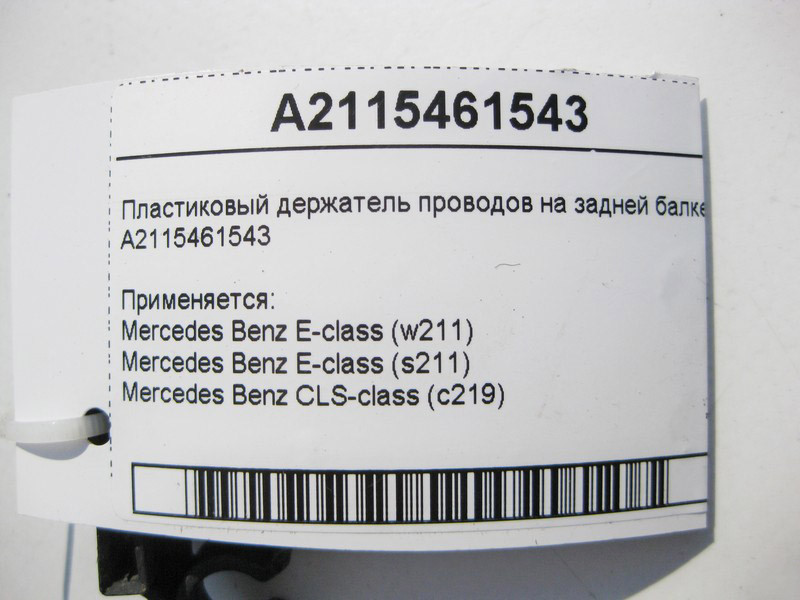 A2115461543
Пластиковый держатель проводов на задней балке
A2115461543
Применяется:
Mercedes Benz E-class (w211)
Mercedes Benz E-class (s211)
Mercedes Benz CLS-class (c219)